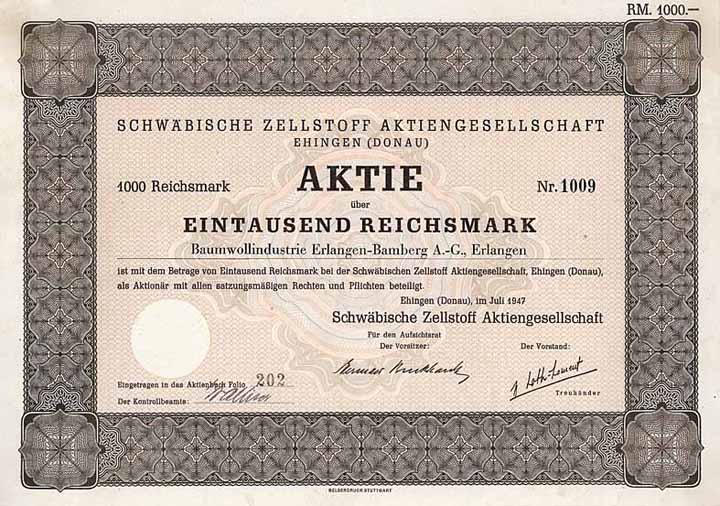 RM. 1000.—
SCHWÄBISCHE ZELLSTOFF AKTIENGESELLSCHAFT
EHINGEN (DONAU)
1000 Reichsmark AKTIE Nr. 1009
über
EINTAUSEND REICHSMARK
Baumwollindustrie Erlangen-Bamberg A.-G., Erlangen
ist mit dem Betrage von Eintausend Reichsmark bei der Schwäbischen Zellstoff Aktiengesellschaft, Ehingen (Donau),
als Aktionär mit allen satzungsmäßigen Rechten und Pflichten beteiligt.
Ehingen (Donau), im Juli 1947
Schwäbische Zellstoff Aktiengesellschaft
Für den Aufsichtsrat
Der Vorsitzer: Der Vorstand:
Eingetragen in das Aktienbuch Folio 202
Treuhänder
Der Kontrollbeamte:
BELSERDRUCK STUTTGART